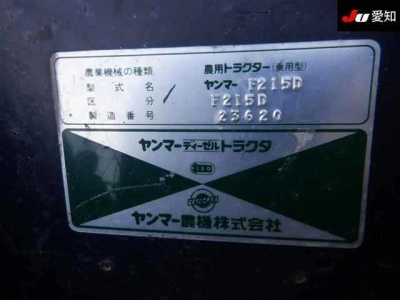 JU 愛知
農業機械の種類 農用トラクター(乗用型)
型式名 ヤンマー F215D
区分 F215D
製造番号 23620
ヤンマーディーゼルトラクタ
YANMAR
ヤンマー農機株式会社